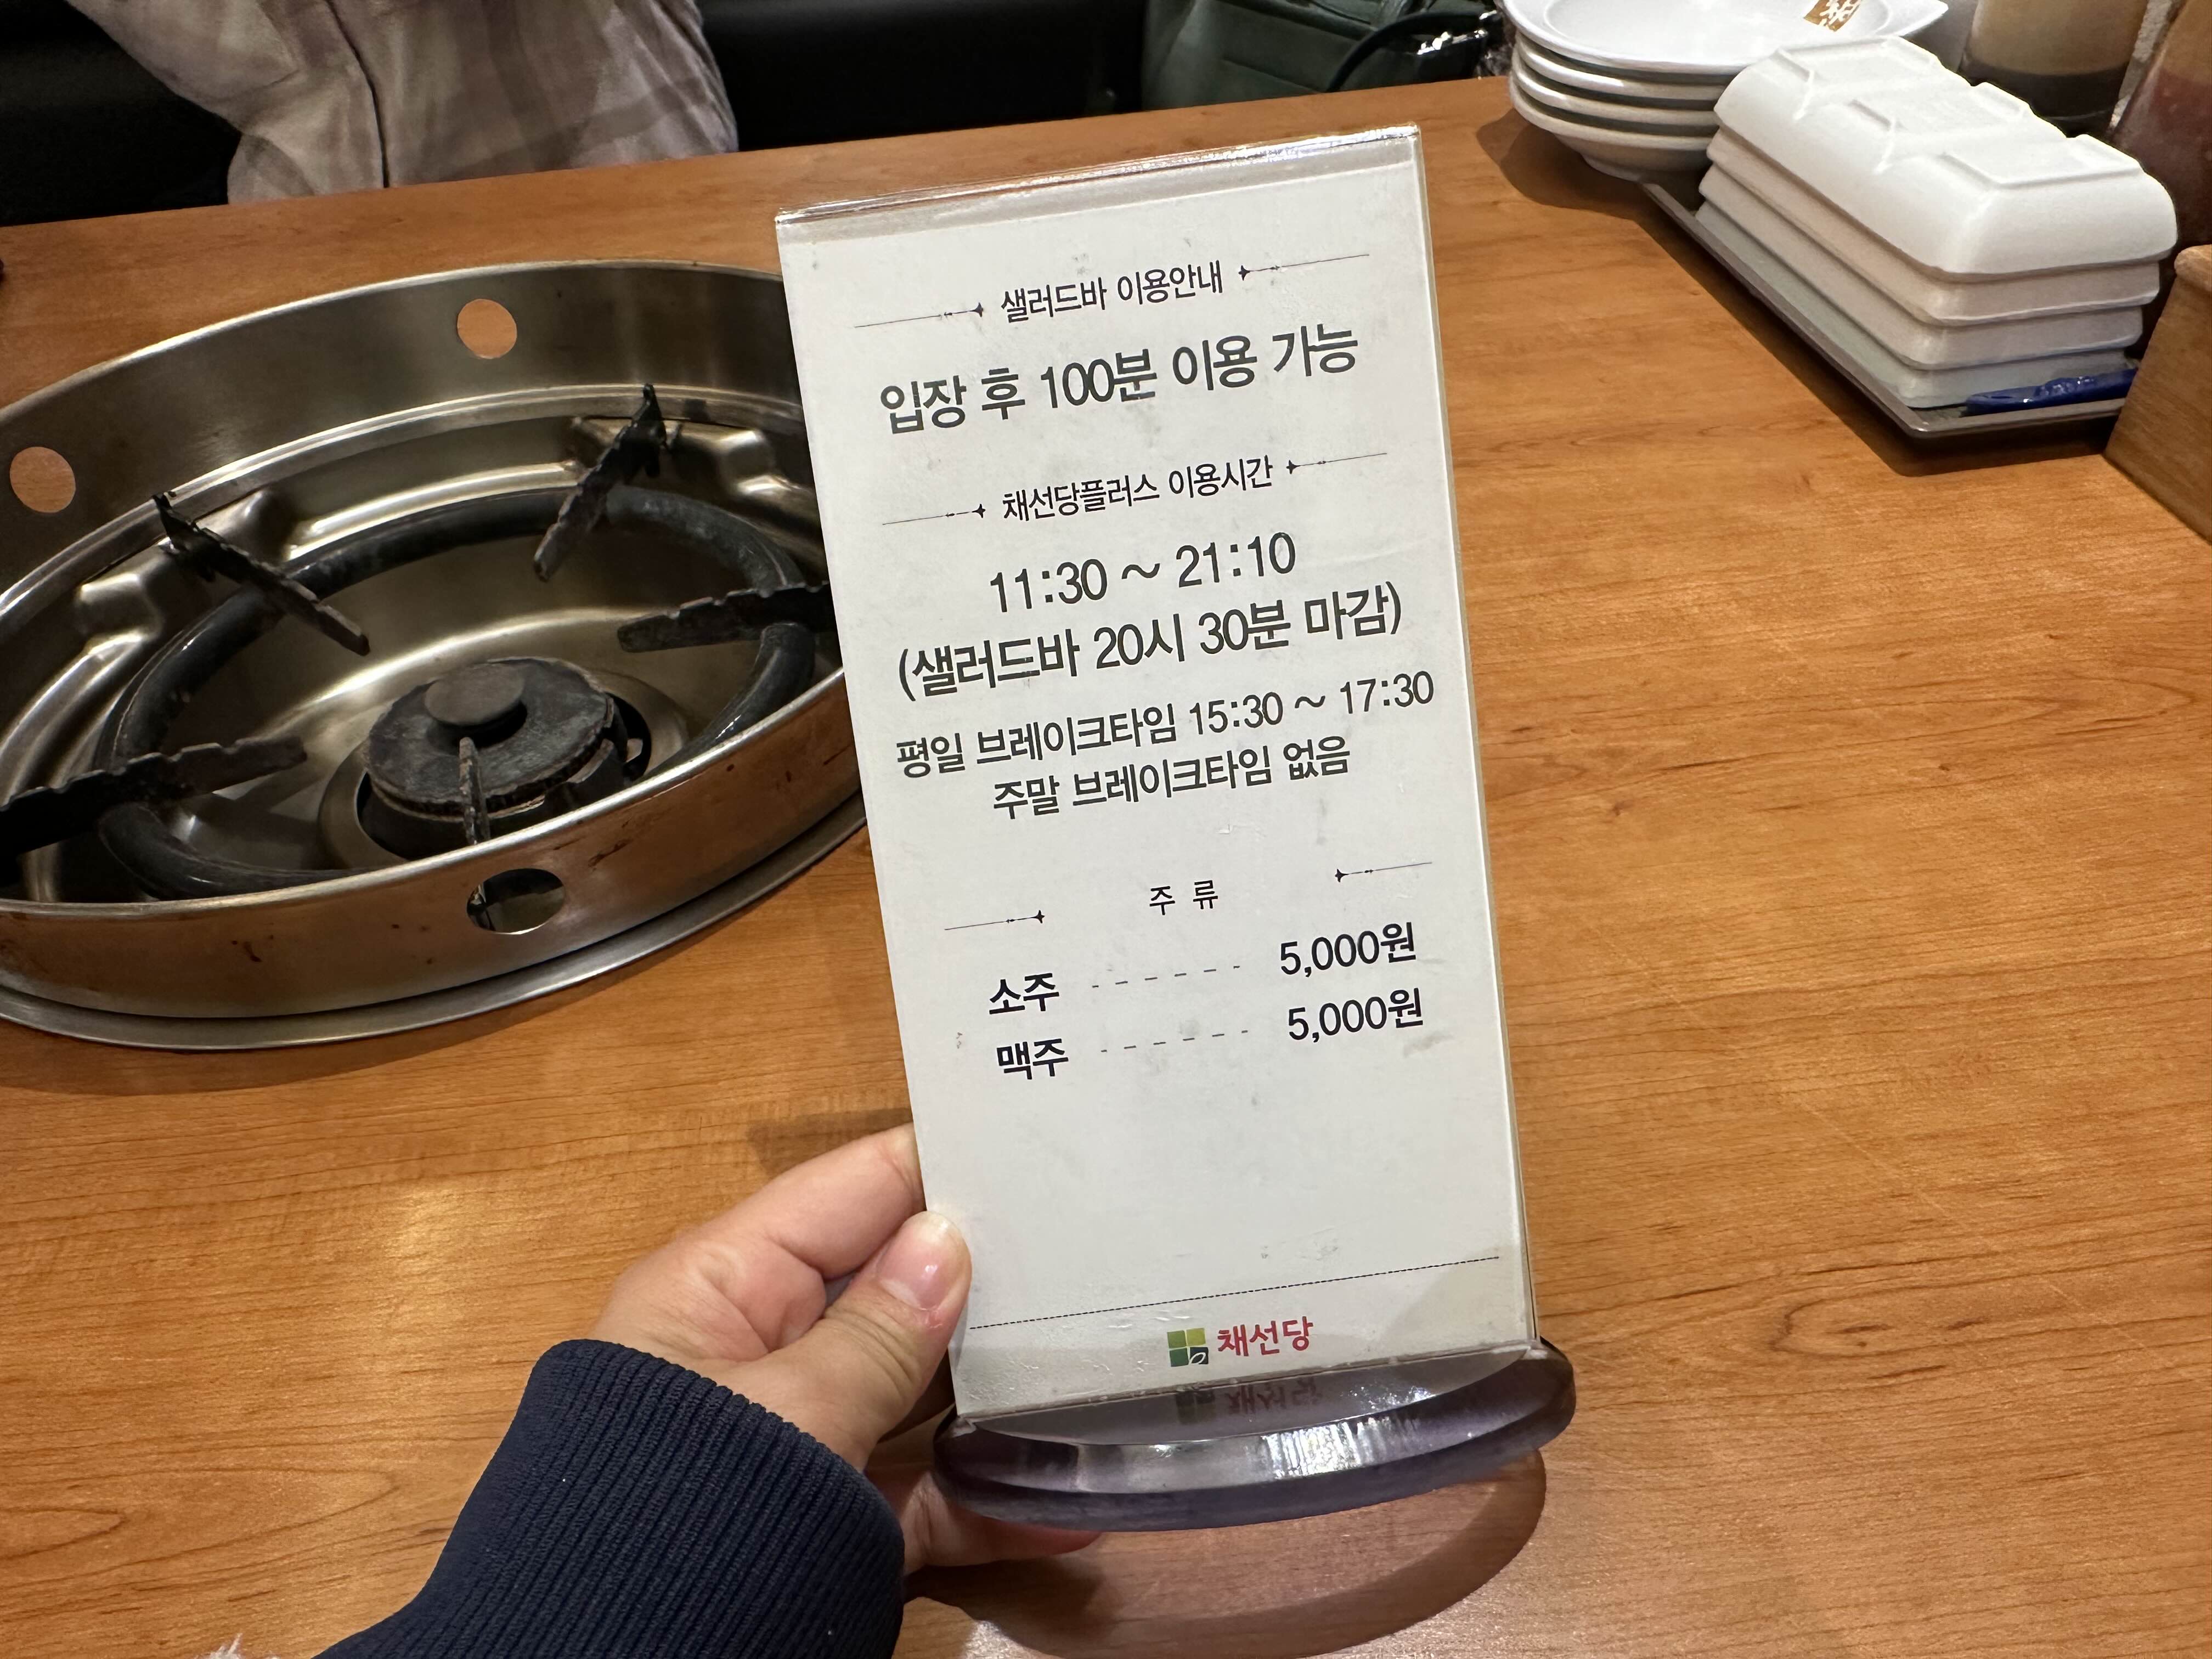 샐러드바 이용안내
입장 후 100분 이용 가능
채선당플러스 이용시간
11:30 ~ 21:10
(샐러드바 20시 30분 마감)
평일 브레이크타임 15:30 ~ 17:30
주말 브레이크타임 없음
주 류
소주 ------ 5,000원
맥주 ------ 5,000원
채선당